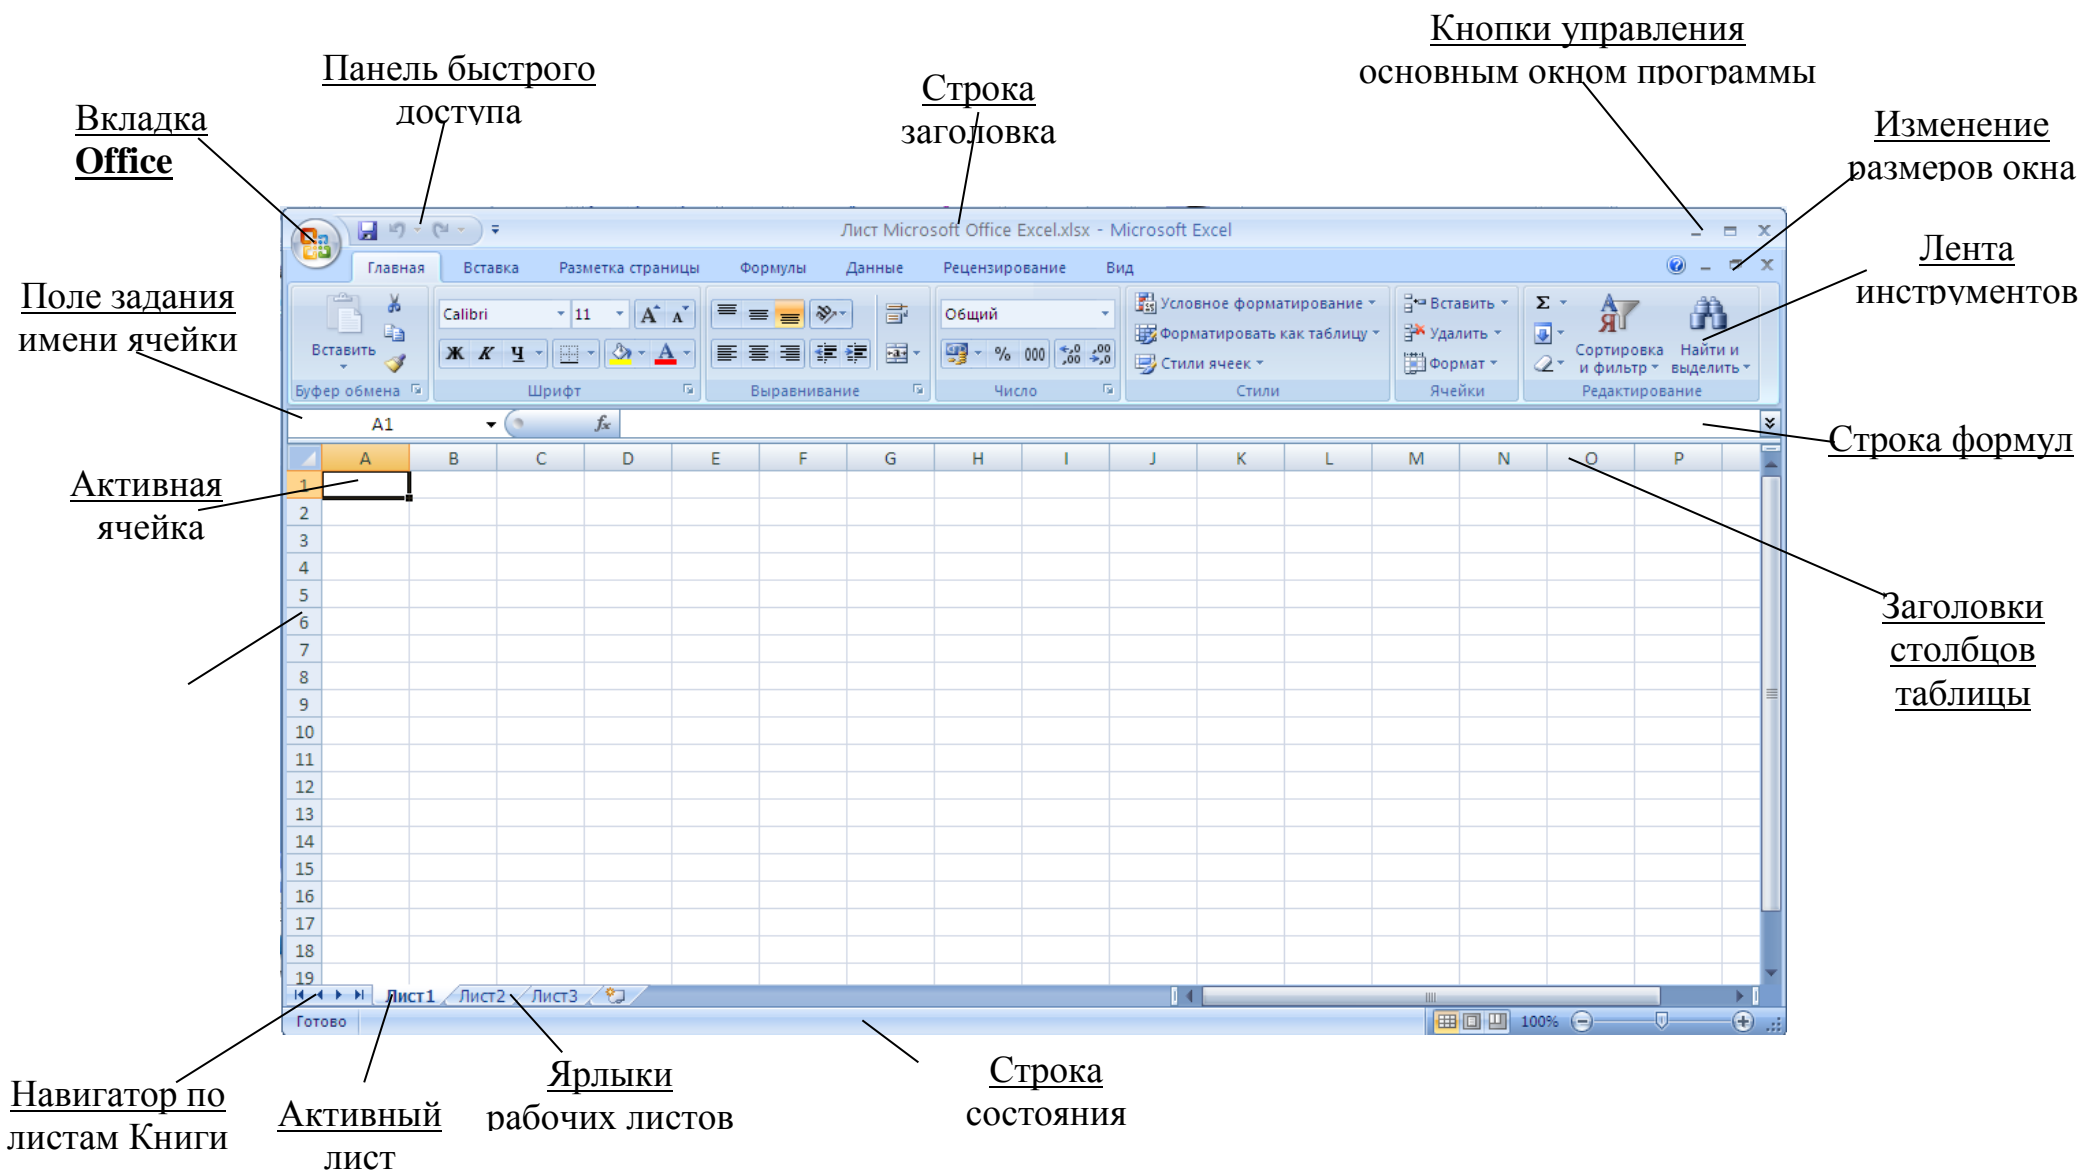 Кнопки управления
основным окном программы
Панель быстрого
доступа
Строка
заголовка
Вкладка
Office
Изменение
размеров окна
Лист Microsoft Office Excel.xlsx - Microsoft Excel
Главная Вставка Разметка страницы Формулы Данные Рецензирование Вид
Лента
инструментов
Поле задания
имени ячейки
Вставить
Calibri 11
Ж К Ч
Общий
% 000
Условное форматирование
Форматировать как таблицу
Стили ячеек
Вставить
Удалить
Формат
Σ
Сортировка
и фильтр
Найти и
выделить
Буфер обмена Шрифт Выравнивание Число Стили Ячейки Редактирование
A1 fx
Строка формул
A B C D E F G H I J K L M N O P
Активная
ячейка
1
2
3
4
5
6
7
8
9
10
11
12
13
14
15
16
17
18
19
Заголовки
столбцов
таблицы
Лист1 Лист2 Лист3
Готово 100%
Навигатор по
листам Книги
Активный
лист
Ярлыки
рабочих листов
Строка
состояния